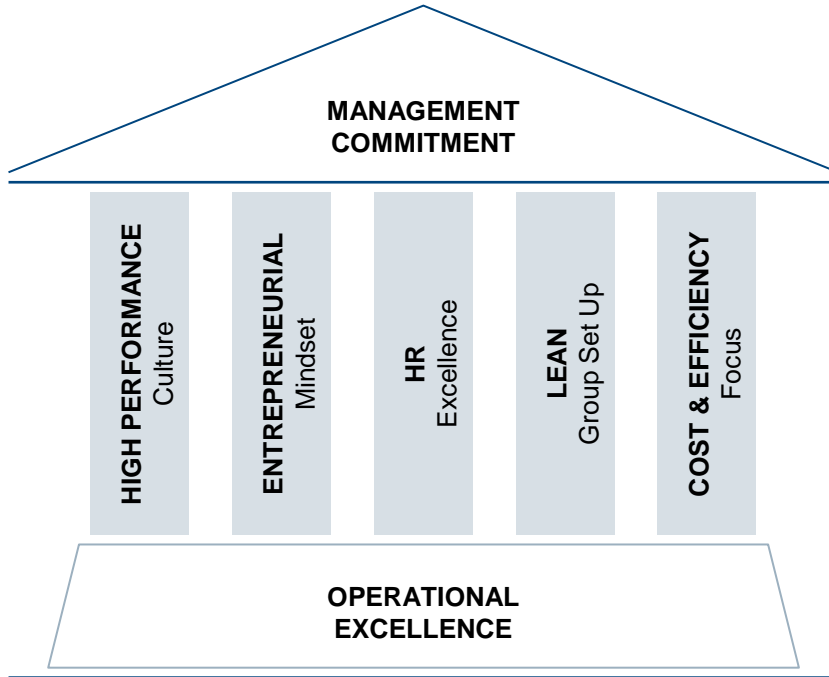 MANAGEMENT
COMMITMENT
HIGH PERFORMANCE
Culture
ENTREPRENEURIAL
Mindset
HR
Excellence
LEAN
Group Set Up
COST & EFFICIENCY
Focus
OPERATIONAL
EXCELLENCE